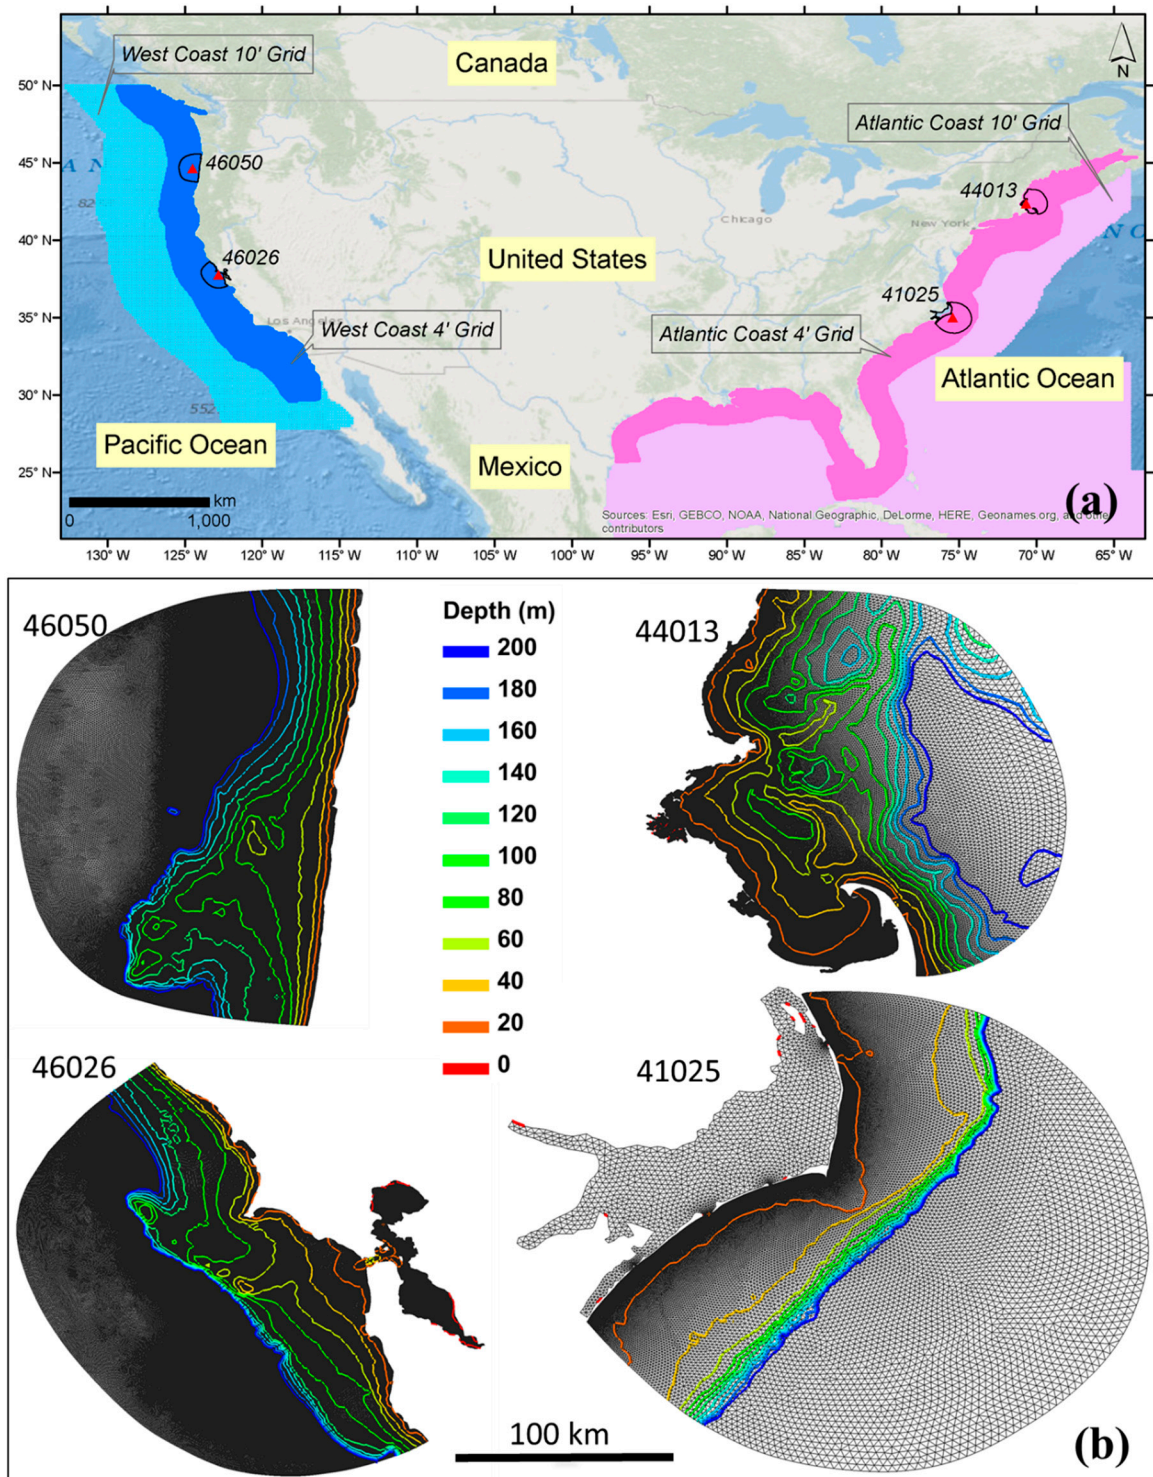 West Coast 10' Grid
Canada
N
50° N
Atlantic Coast 10' Grid
45° N
46050
44013
Chicago
New York
40° N
46026
United States
41025
35° N
Los Angeles
West Coast 4' Grid
Atlantic Coast 4' Grid
Atlantic Ocean
30° N
552
Pacific Ocean
Mexico
25° N
km
0
1,000
(a)
Sources: Esri, GEBCO, NOAA, National Geographic, DeLorme, HERE, Geonames.org, and other
contributors
130° W
125° W
120° W
115° W
110° W
105° W
100° W
95° W
90° W
85° W
80° W
75° W
70° W
65° W
46050
Depth (m)
200
180
160
140
120
100
80
60
40
20
0
44013
46026
41025
100 km
(b)